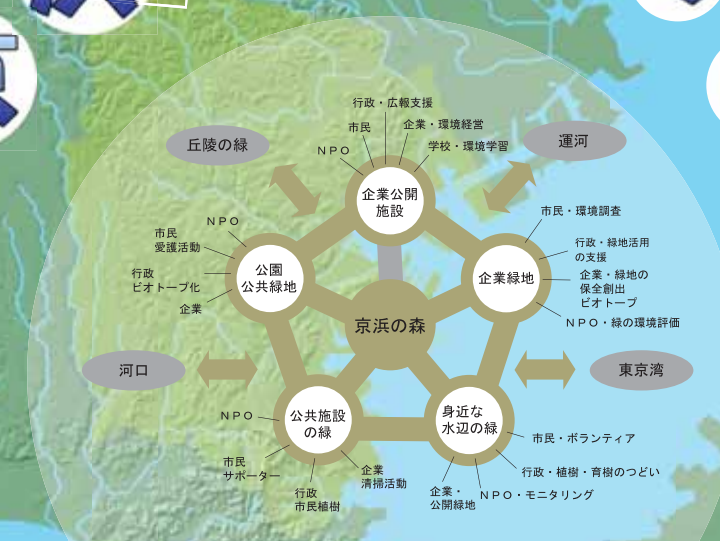 行政・広報支援
市民
企業・環境経営
ＮＰＯ
学校・環境学習
丘陵の緑
運河
企業公開
施設
ＮＰＯ
市民
愛護活動
行政
ビオトープ化
企業
公園
公共緑地
市民・環境調査
行政・緑地活用
の支援
企業・緑地の
保全創出
ビオトープ
ＮＰＯ・緑の環境評価
企業緑地
京浜の森
河口
東京湾
ＮＰＯ
市民
サポーター
行政
市民植樹
企業
清掃活動
公共施設
の緑
身近な
水辺の緑
市民・ボランティア
行政・植樹・育樹のつどい
企業・
公開緑地
ＮＰＯ・モニタリング